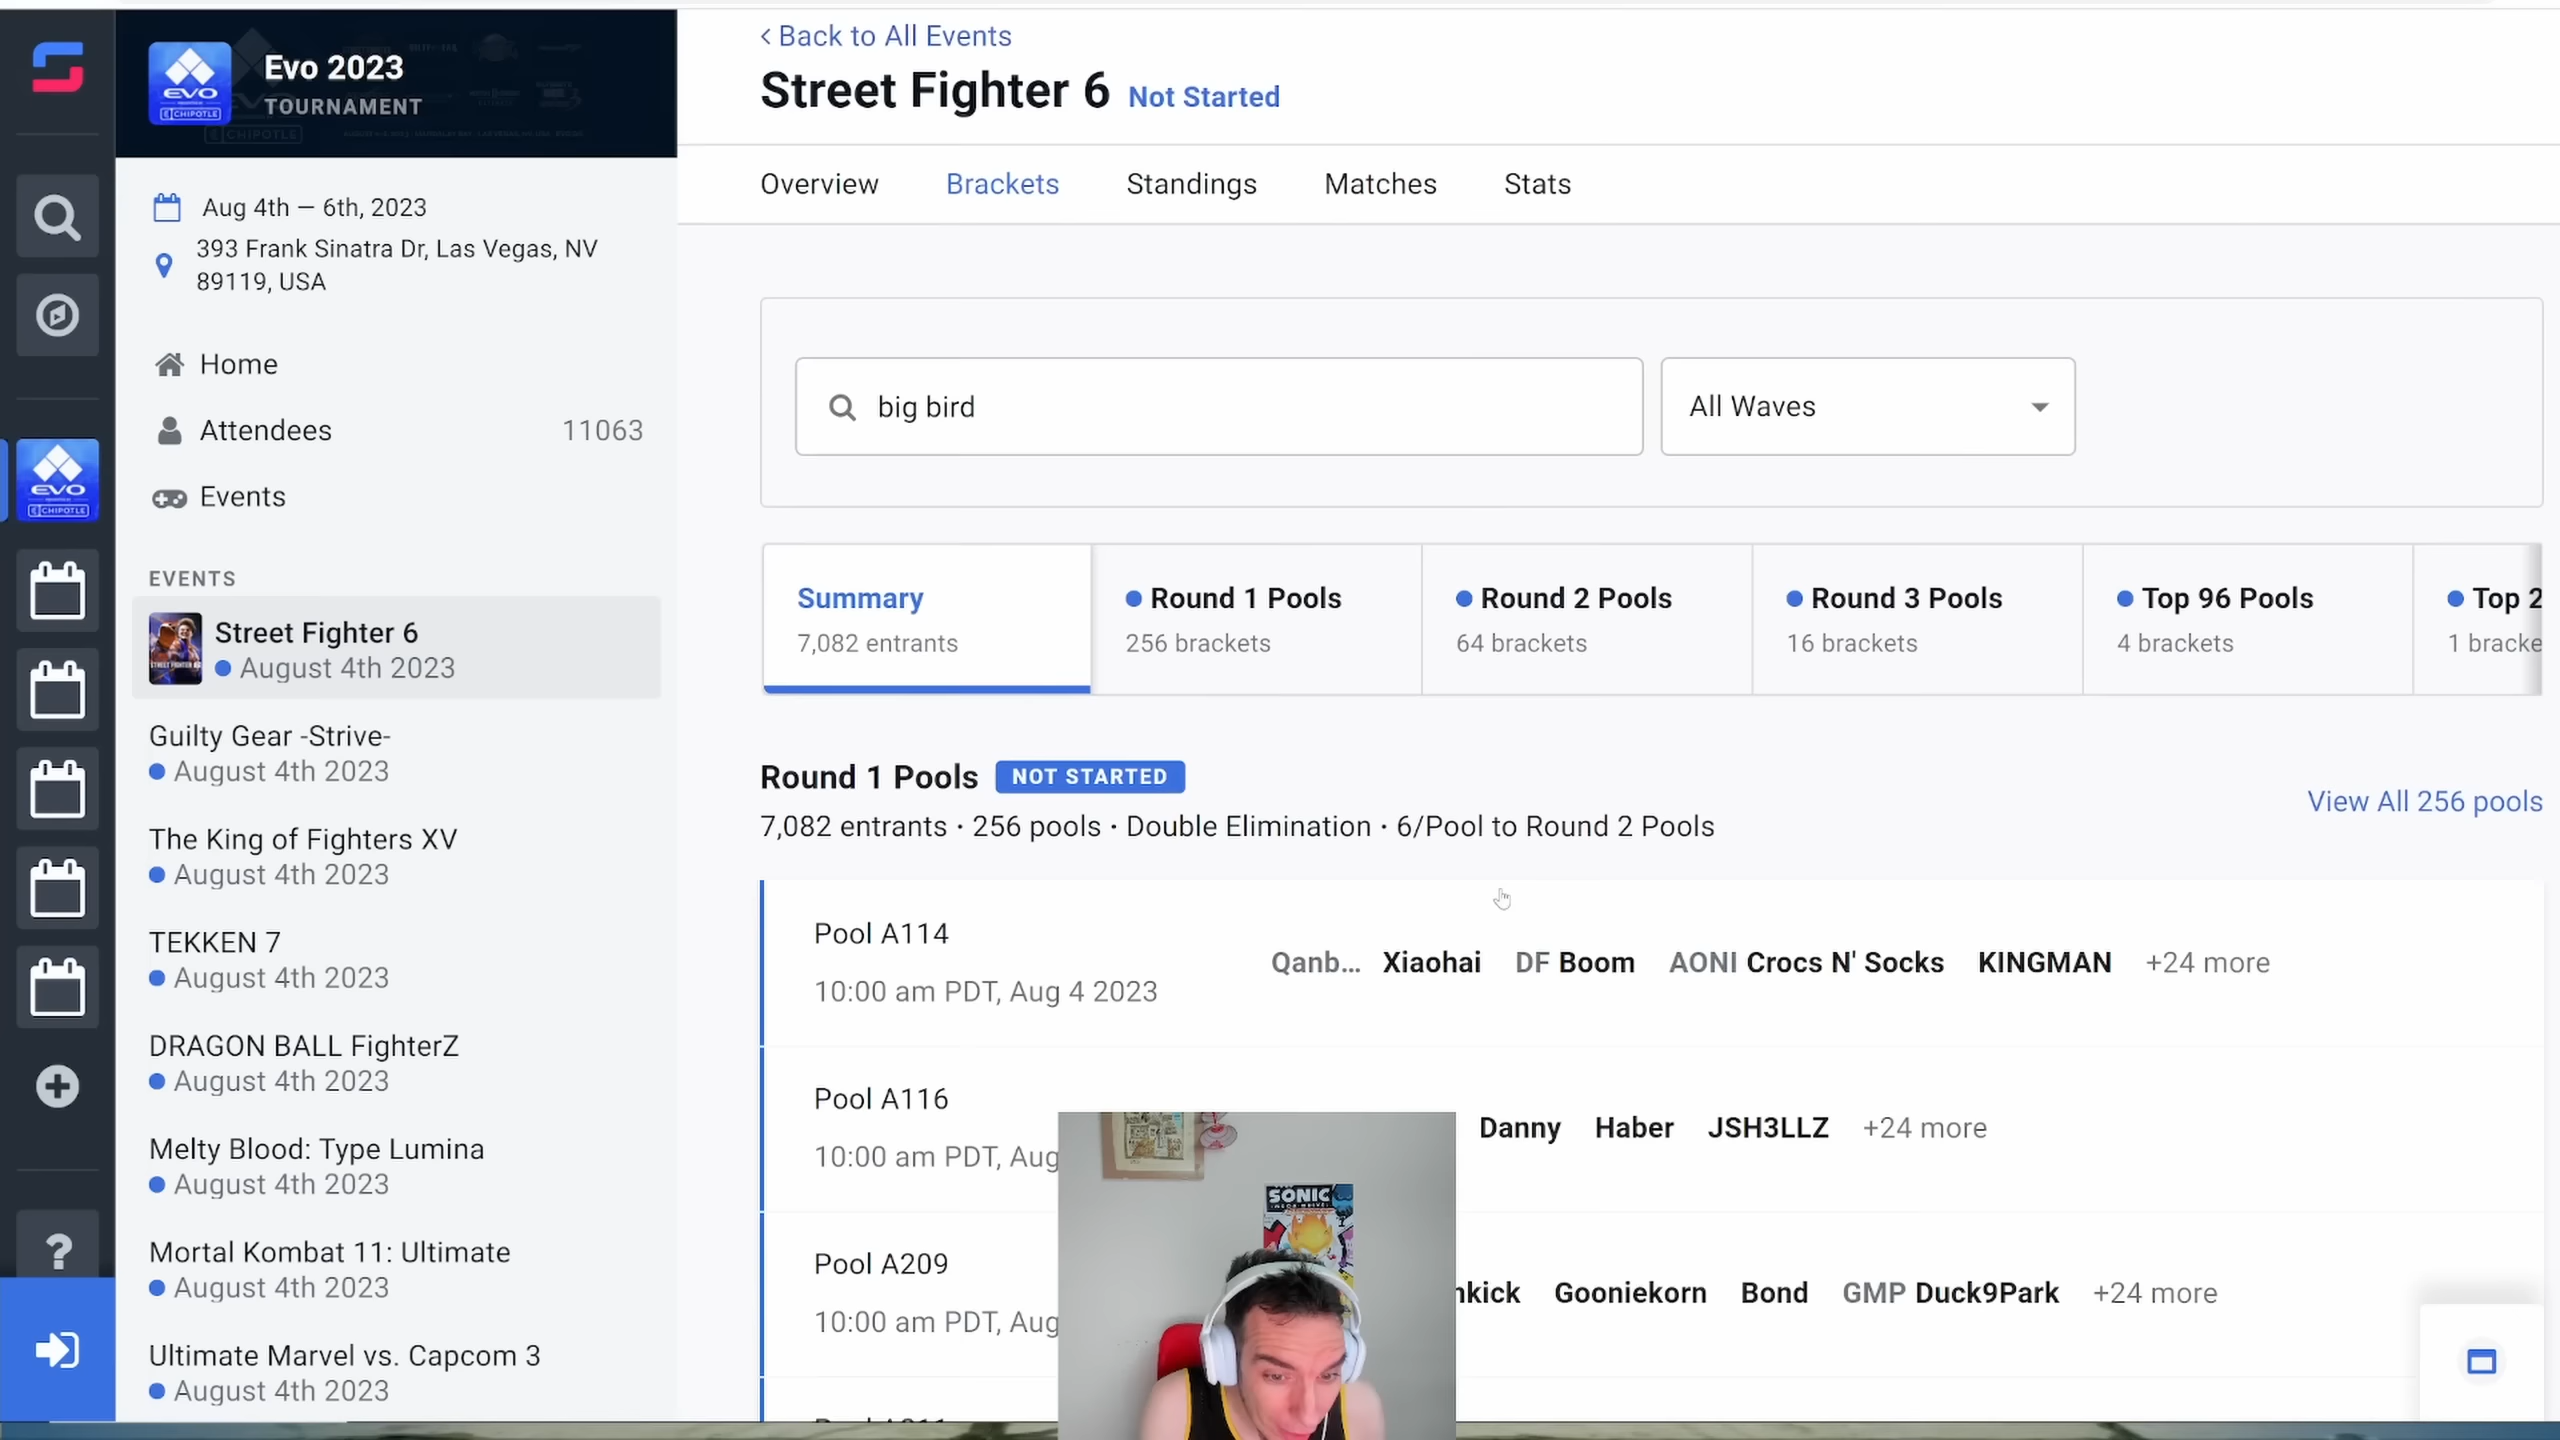 Evo 2023
TOURNAMENT
EVO
CHIPOTLE
Aug 4th — 6th, 2023
393 Frank Sinatra Dr, Las Vegas, NV
89119, USA
Home
Attendees 11063
Events
EVENTS
Street Fighter 6
August 4th 2023
Guilty Gear -Strive-
August 4th 2023
The King of Fighters XV
August 4th 2023
TEKKEN 7
August 4th 2023
DRAGON BALL FighterZ
August 4th 2023
Melty Blood: Type Lumina
August 4th 2023
Mortal Kombat 11: Ultimate
August 4th 2023
Ultimate Marvel vs. Capcom 3
August 4th 2023
EVO
CHIPOTLE
Back to All Events
Street Fighter 6 Not Started
Overview Brackets Standings Matches Stats
big bird All Waves
Summary
7,082 entrants
Round 1 Pools
256 brackets
Round 2 Pools
64 brackets
Round 3 Pools
16 brackets
Top 96 Pools
4 brackets
Top 2
1 bracke
Round 1 Pools NOT STARTED
7,082 entrants · 256 pools · Double Elimination · 6/Pool to Round 2 Pools
View All 256 pools
Pool A114
10:00 am PDT, Aug 4 2023
Qanb... Xiaohai DF Boom AONI Crocs N' Socks KINGMAN +24 more
Pool A116
10:00 am PDT, Aug
Danny Haber JSH3LLZ +24 more
Pool A209
10:00 am PDT, Aug
nkick Gooniekorn Bond GMP Duck9Park +24 more
SONIC